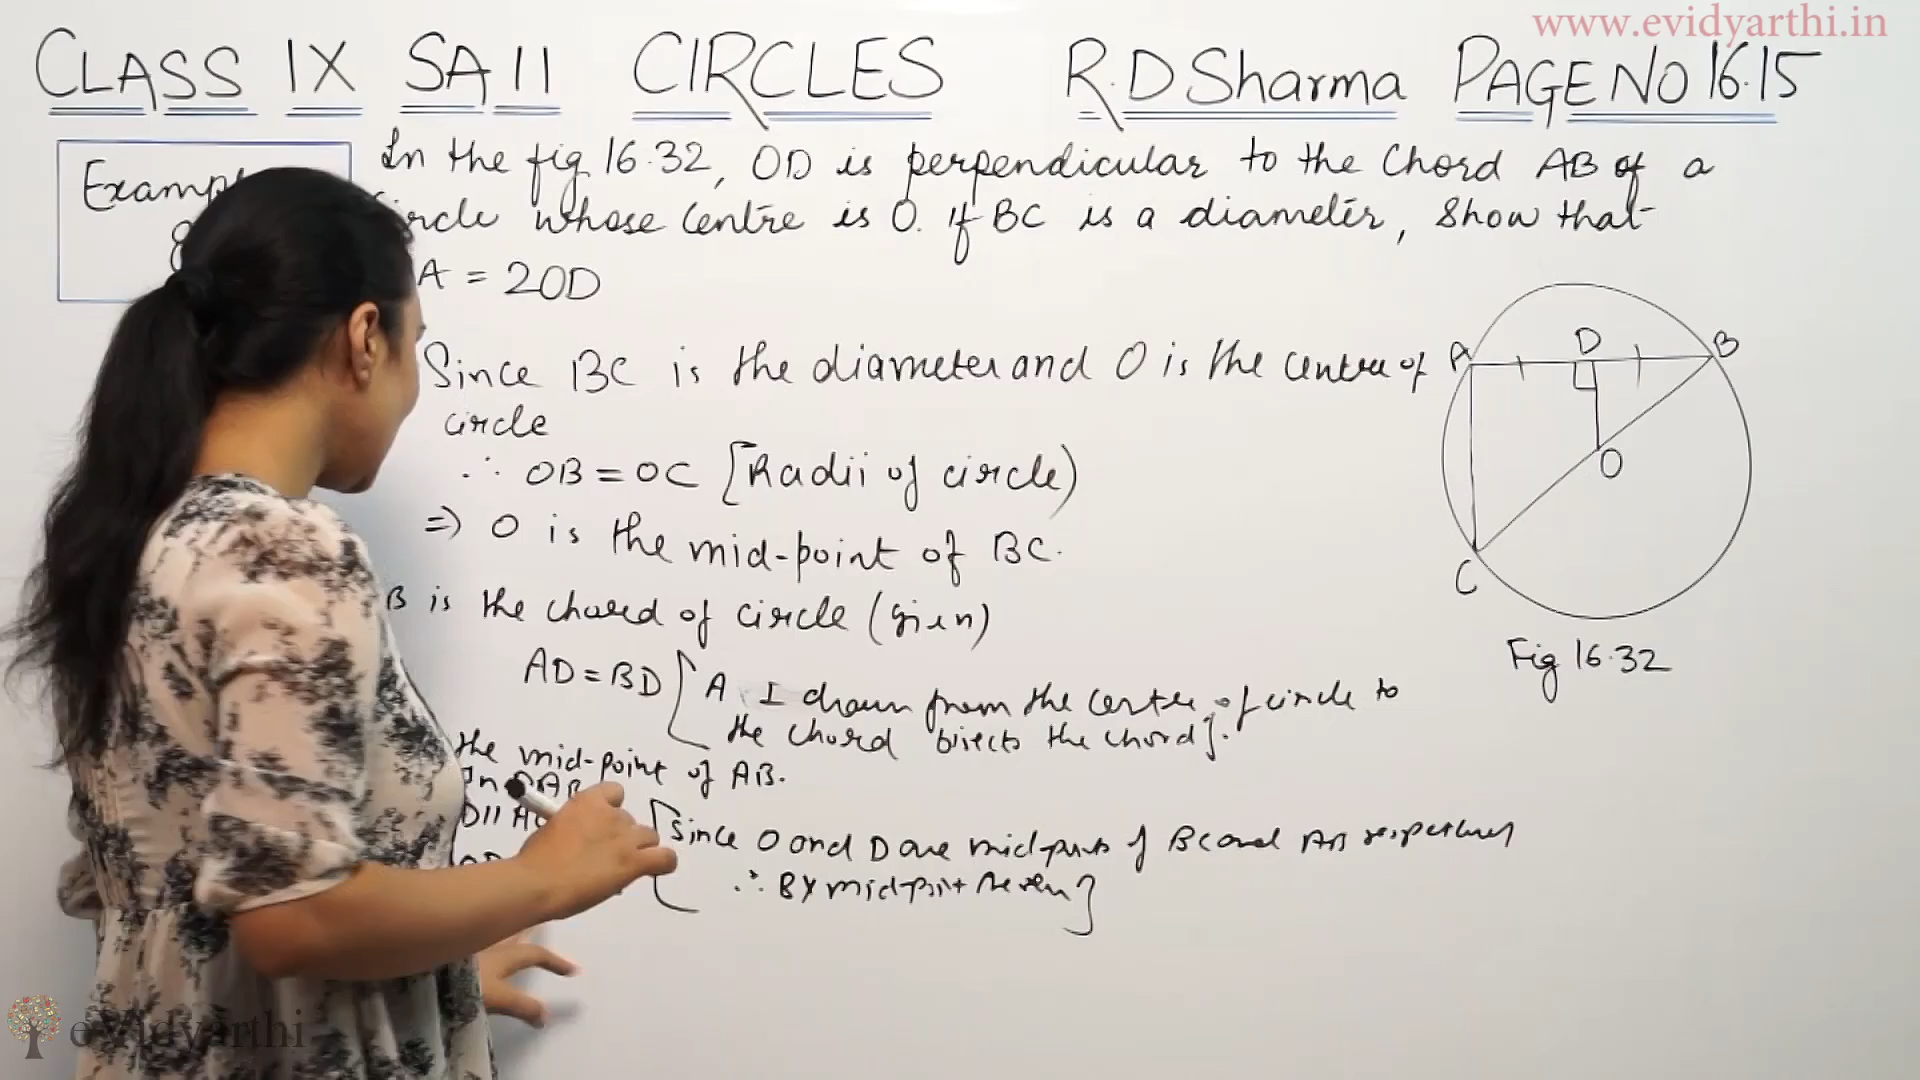 www.evidyarthi.in
CLASS IX SA II CIRCLES R.D Sharma PAGE NO 16.15
In the fig 16.32, OD is perpendicular to the Chord AB of a
circle whose centre is O. If BC is a diameter, Show that
A = 2OD
Since BC is the diameter and O is the centre of
circle
∴ OB = OC [Radii of circle)
⇒ O is the mid-point of BC.
B is the chord of circle (given)
AD = BD [A ⊥ drawn from the centre of circle to
the chord bisects the chord].
the mid-point of AB.
In
D||
[Since O and D are mid-points of BC and AB respectively
∴ By midpoint theorem]
A
D
B
O
C
Fig 16.32
eVidyarthi